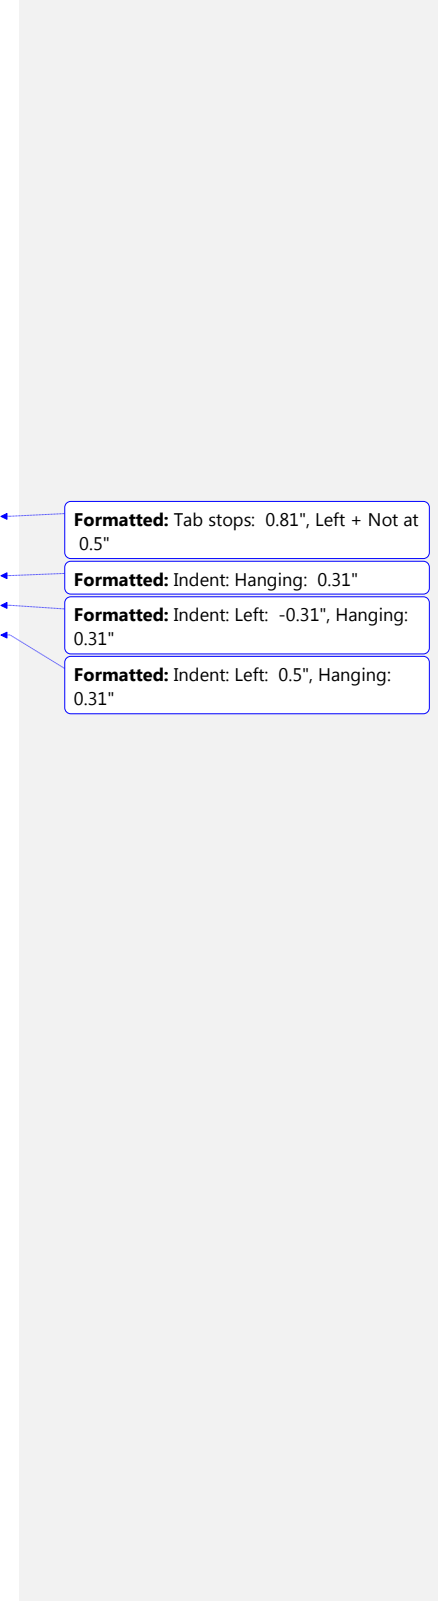 Formatted: Tab stops:  0.81", Left + Not at
0.5"
Formatted: Indent: Hanging:  0.31"
Formatted: Indent: Left:  -0.31", Hanging:
0.31"
Formatted: Indent: Left:  0.5", Hanging:
0.31"